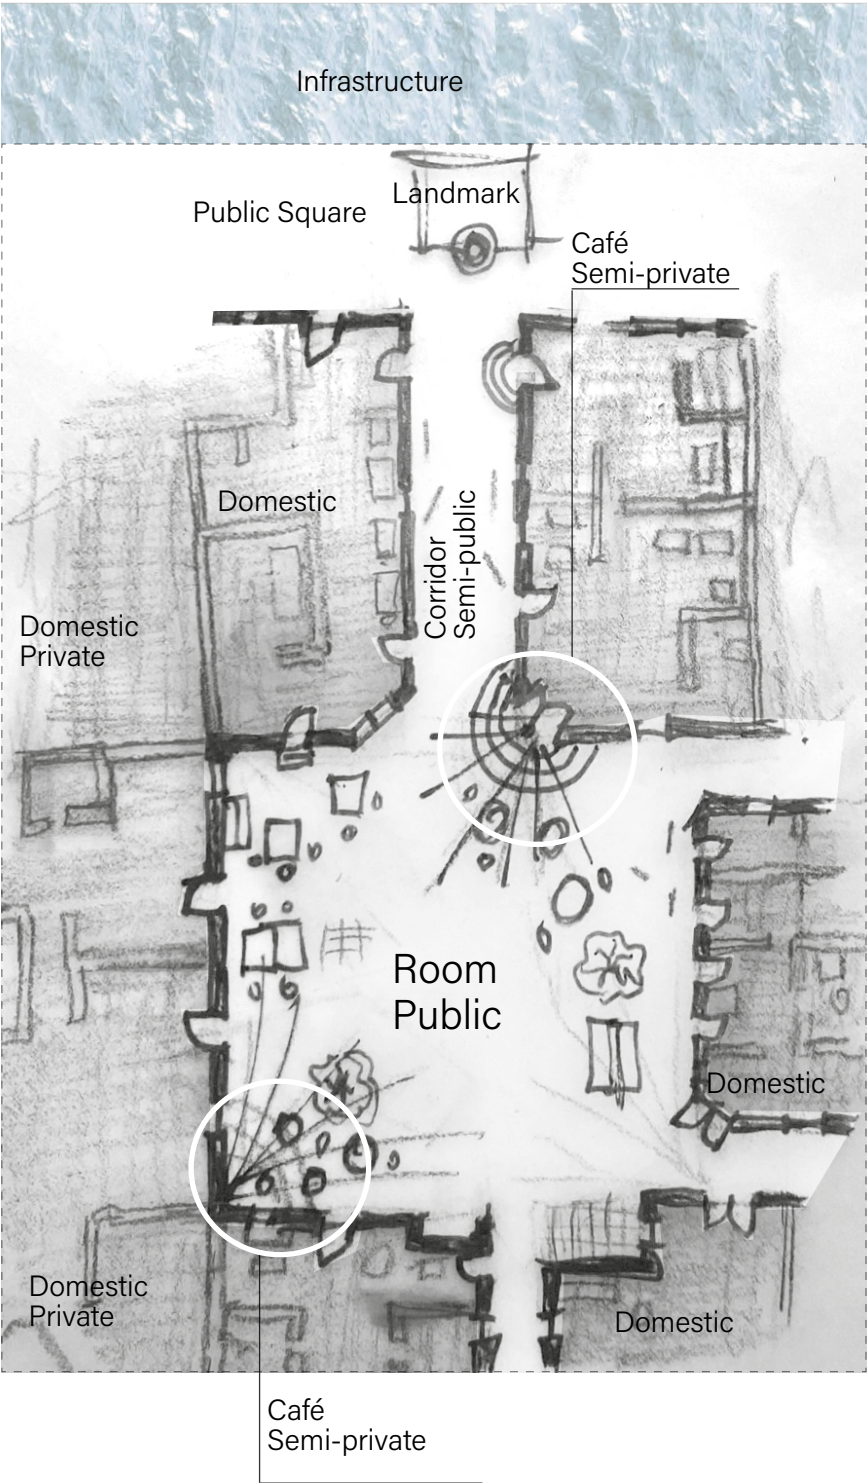 Infrastructure
Landmark
Public Square
Café
Semi-private
Domestic
Corridor
Semi-public
Domestic
Private
Room
Public
Domestic
Domestic
Private
Domestic
Café
Semi-private